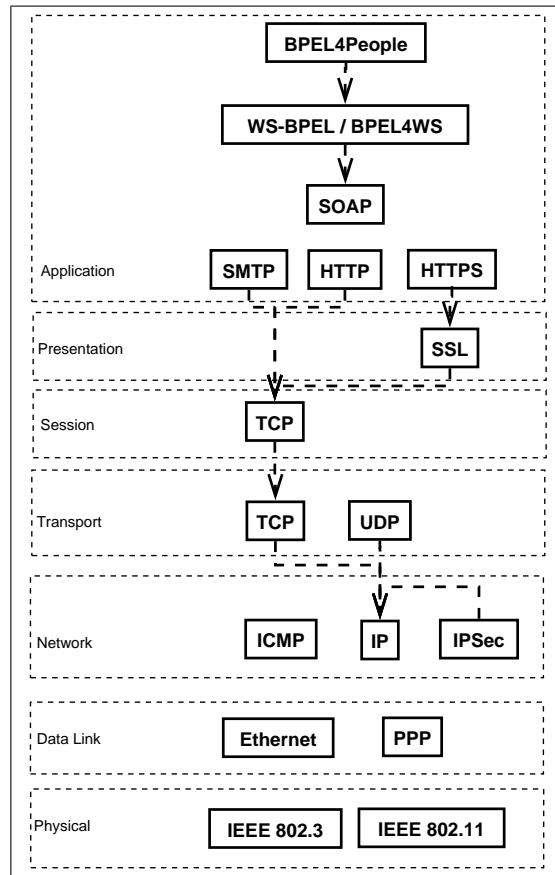 BPEL4People
WS-BPEL / BPEL4WS
SOAP
Application
SMTP
HTTP
HTTPS
Presentation
SSL
Session
TCP
Transport
TCP
UDP
Network
ICMP
IP
IPSec
Data Link
Ethernet
PPP
Physical
IEEE 802.3
IEEE 802.11